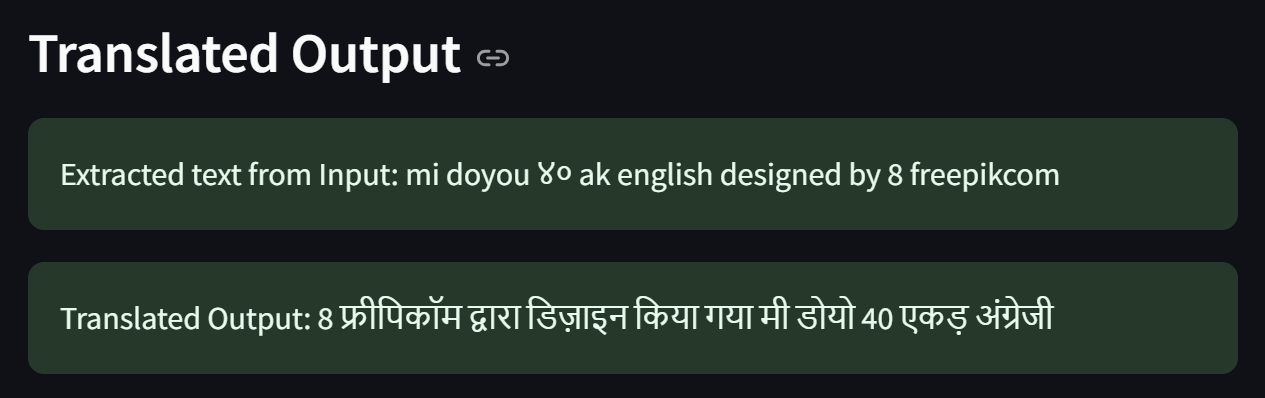 Translated Output
Extracted text from Input: mi doyou ४० ak english designed by 8 freepikcom
Translated Output: 8 फ्रीपिकॉम द्वारा डिज़ाइन किया गया मी डोयो 40 एकड़ अंग्रेजी